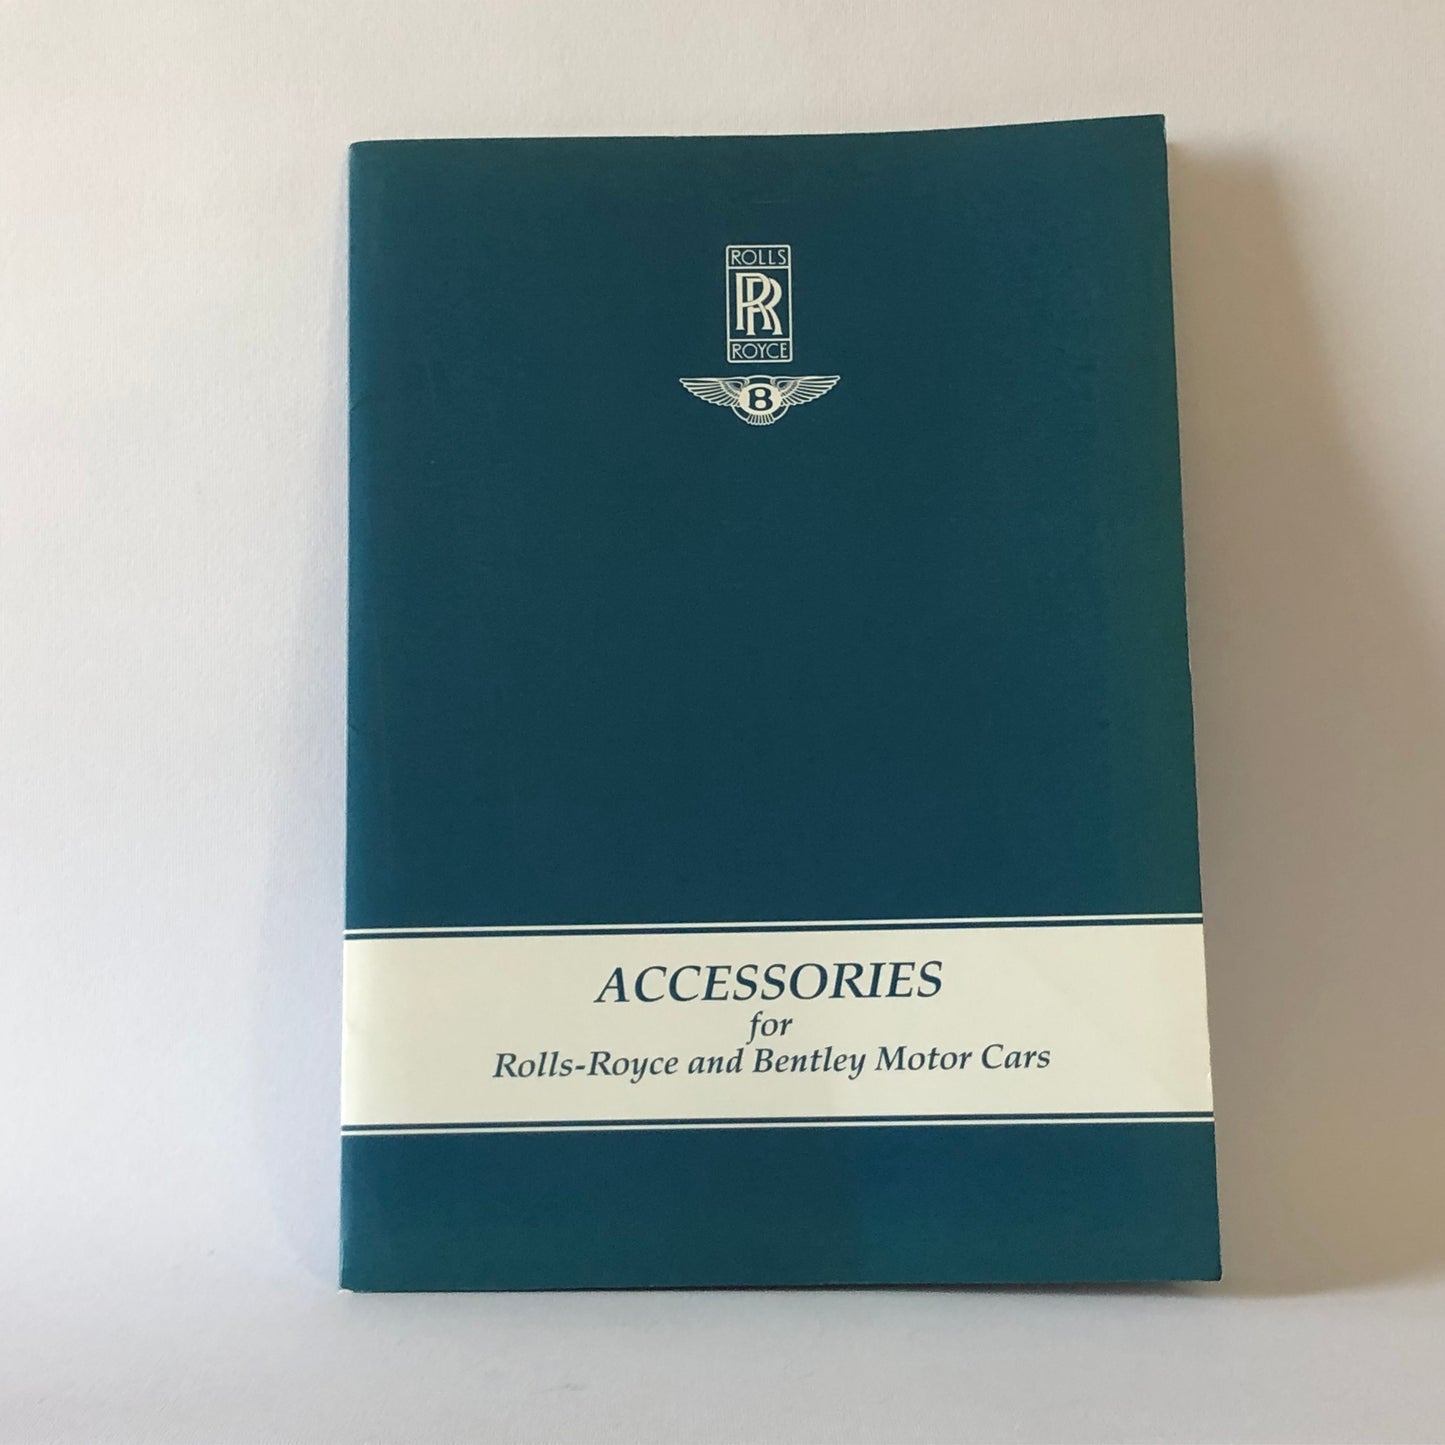 ROLLS
RR
ROYCE
B
ACCESSORIES
for
Rolls-Royce and Bentley Motor Cars